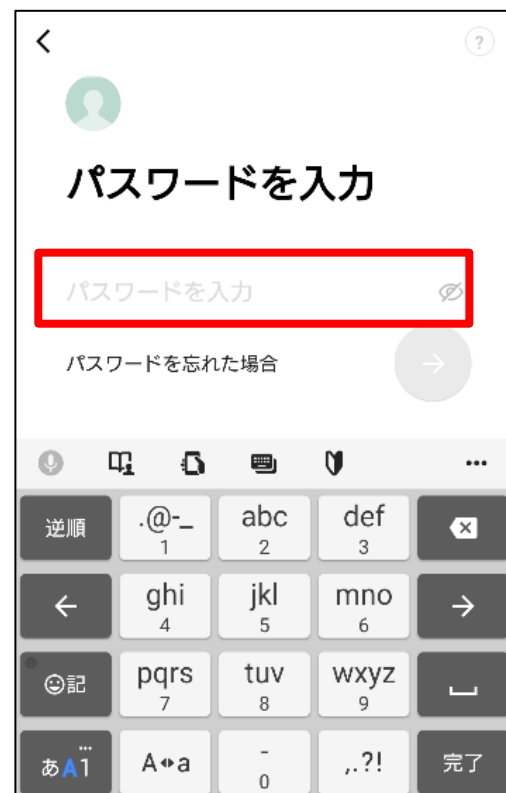 ?
パスワードを入力
パスワードを入力
パスワードを忘れた場合
逆順 .@-_ abc def
1 2 3
ghi jkl mno
4 5 6
記 pqrs tuv wxyz
7 8 9
あA1 A⇔a - ,.?! 完了
0